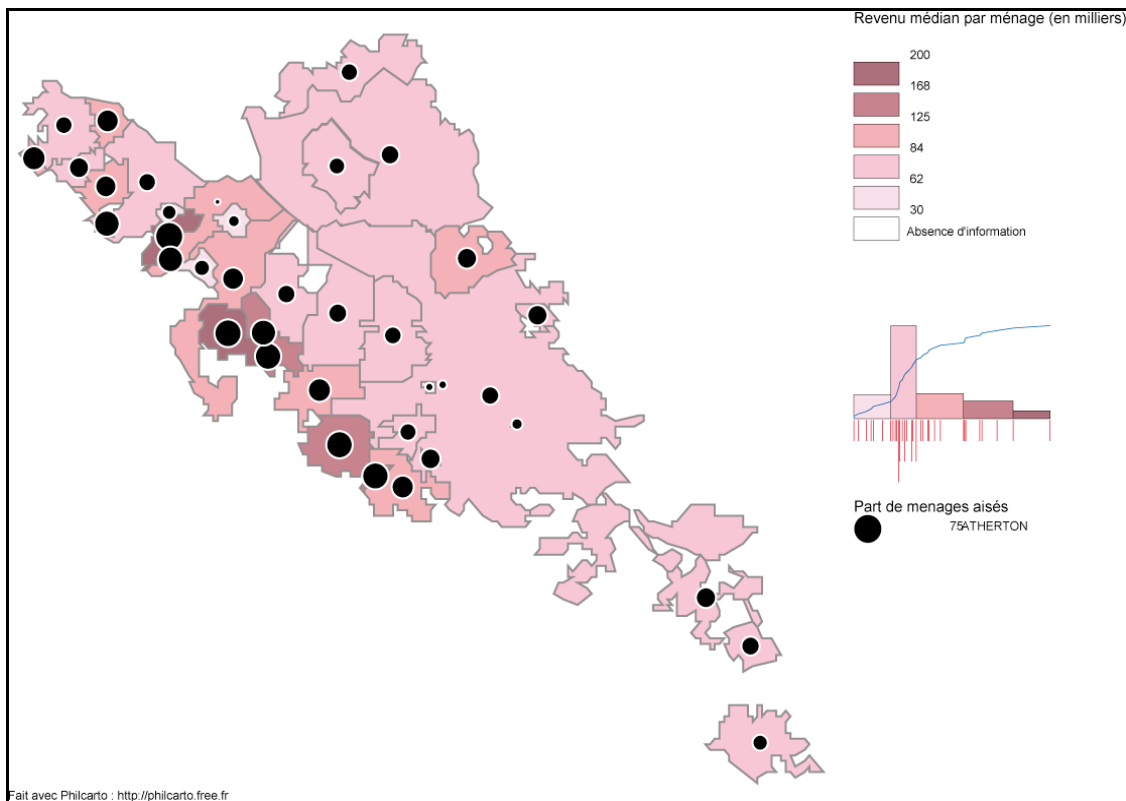 Revenu médian par ménage (en milliers)
200
168
125
84
62
30
Absence d'information
Part de menages aisés
75ATHERTON
Fait avec Philcarto : http://philcarto.free.fr